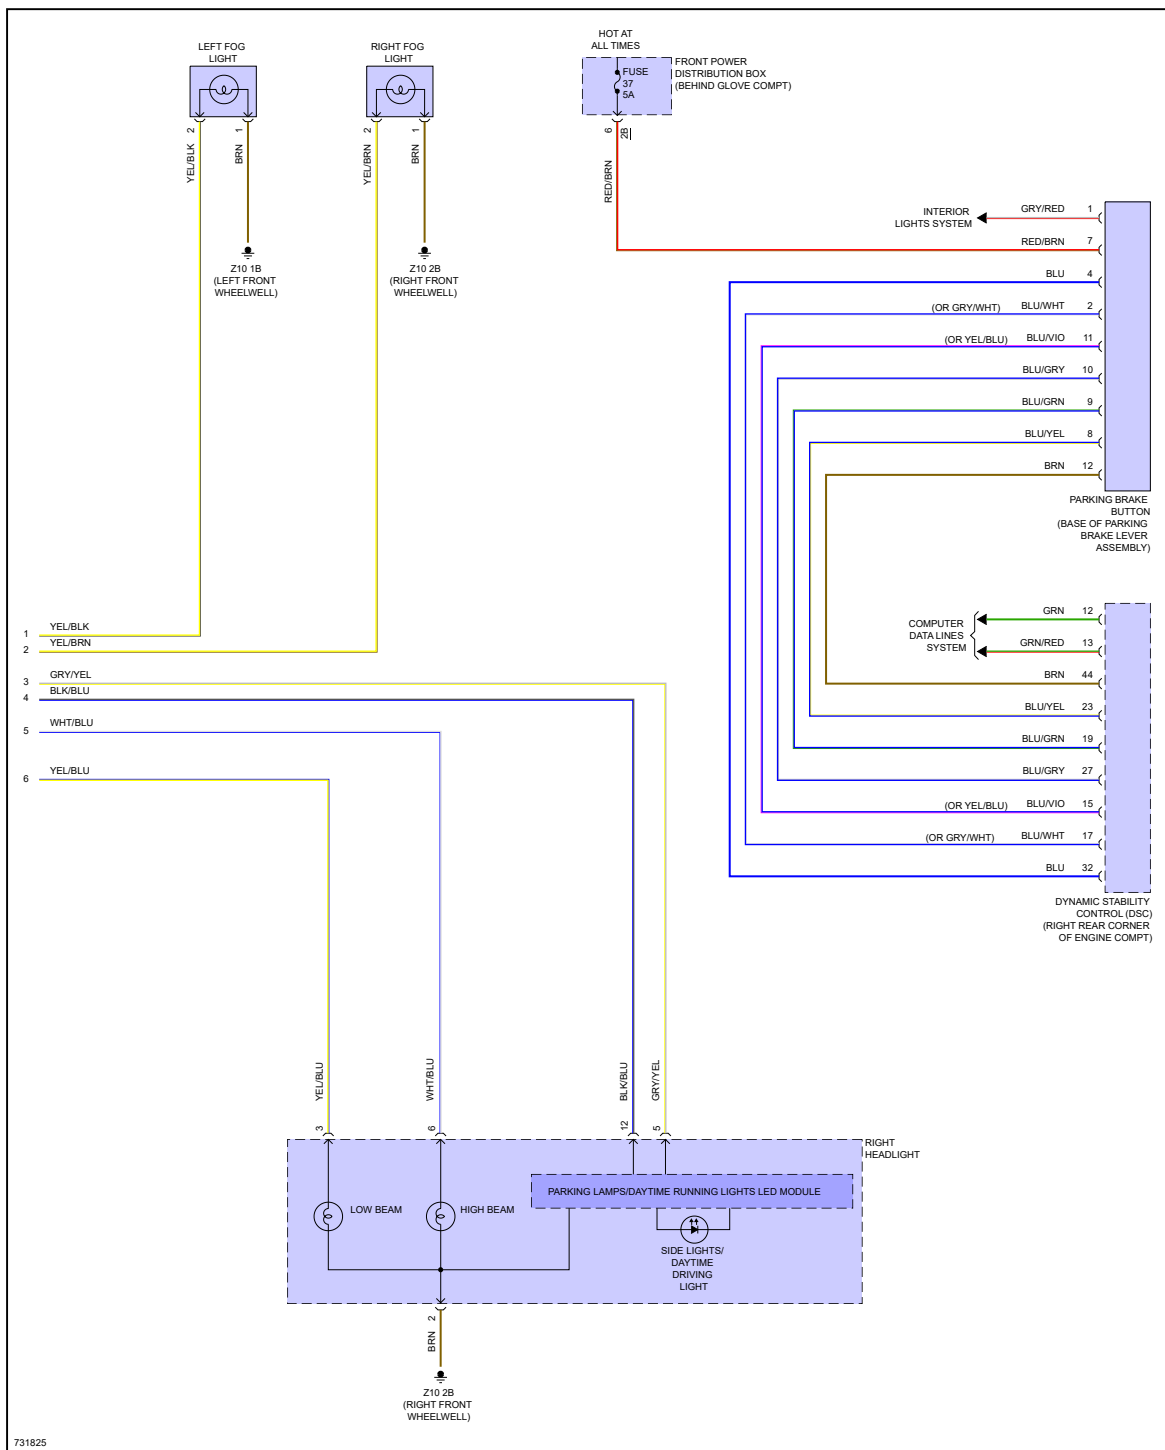 LEFT FOG
LIGHT
2
1
YEL/BLK
BRN
Z10 1B
(LEFT FRONT
WHEELWELL)
RIGHT FOG
LIGHT
2
1
YEL/BRN
BRN
Z10 2B
(RIGHT FRONT
WHEELWELL)
HOT AT
ALL TIMES
FUSE
37
5A
FRONT POWER
DISTRIBUTION BOX
(BEHIND GLOVE COMPT)
6
2B
RED/BRN
INTERIOR
LIGHTS SYSTEM
GRY/RED 1
RED/BRN 7
BLU 4
(OR GRY/WHT) BLU/WHT 2
(OR YEL/BLU) BLU/VIO 11
BLU/GRY 10
BLU/GRN 9
BLU/YEL 8
BRN 12
PARKING BRAKE
BUTTON
(BASE OF PARKING
BRAKE LEVER
ASSEMBLY)
COMPUTER
DATA LINES
SYSTEM
GRN 12
GRN/RED 13
BRN 44
BLU/YEL 23
BLU/GRN 19
BLU/GRY 27
(OR YEL/BLU) BLU/VIO 15
(OR GRY/WHT) BLU/WHT 17
BLU 32
DYNAMIC STABILITY
CONTROL (DSC)
(RIGHT REAR CORNER
OF ENGINE COMPT)
1 YEL/BLK
2 YEL/BRN
3 GRY/YEL
4 BLK/BLU
5 WHT/BLU
6 YEL/BLU
YEL/BLU
WHT/BLU
BLK/BLU
GRY/YEL
3
6
12
5
RIGHT
HEADLIGHT
PARKING LAMPS/DAYTIME RUNNING LIGHTS LED MODULE
LOW BEAM
HIGH BEAM
SIDE LIGHTS/
DAYTIME
DRIVING
LIGHT
2
BRN
Z10 2B
(RIGHT FRONT
WHEELWELL)
731825